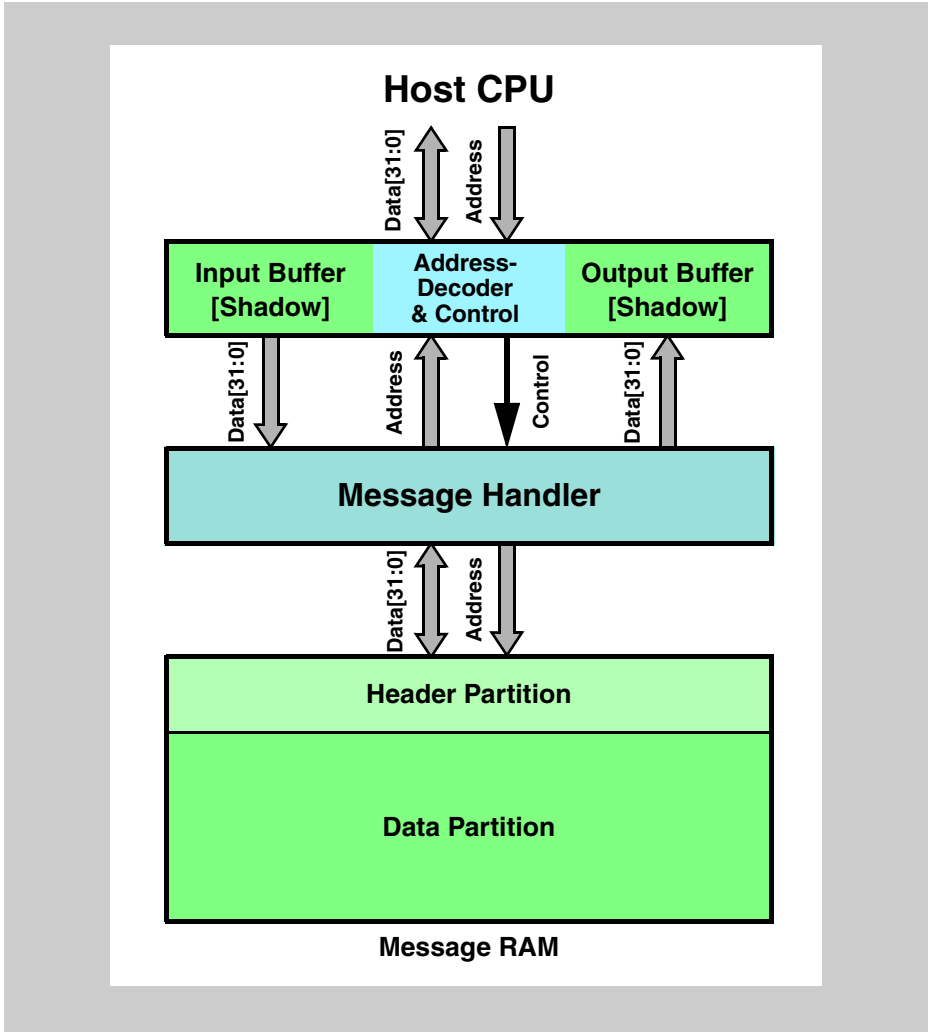 Host CPU
Data[31:0]
Address
Input Buffer
[Shadow]
Address-
Decoder
& Control
Output Buffer
[Shadow]
Data[31:0]
Address
Control
Data[31:0]
Message Handler
Data[31:0]
Address
Header Partition
Data Partition
Message RAM